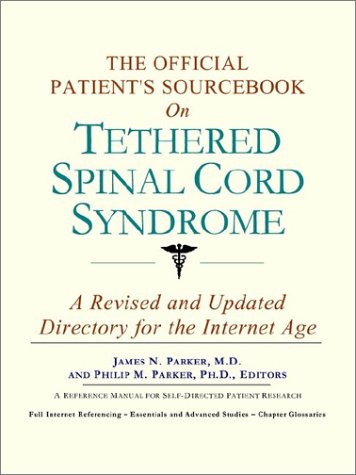 THE OFFICIAL
PATIENT'S SOURCEBOOK
On
TETHERED
SPINAL CORD
SYNDROME
A Revised and Updated
Directory for the Internet Age
JAMES N. PARKER, M.D.
AND PHILIP M. PARKER, PH.D., EDITORS
A REFERENCE MANUAL FOR SELF-DIRECTED PATIENT RESEARCH
Full Internet Referencing ~ Essentials and Advanced Studies ~ Chapter Glossaries